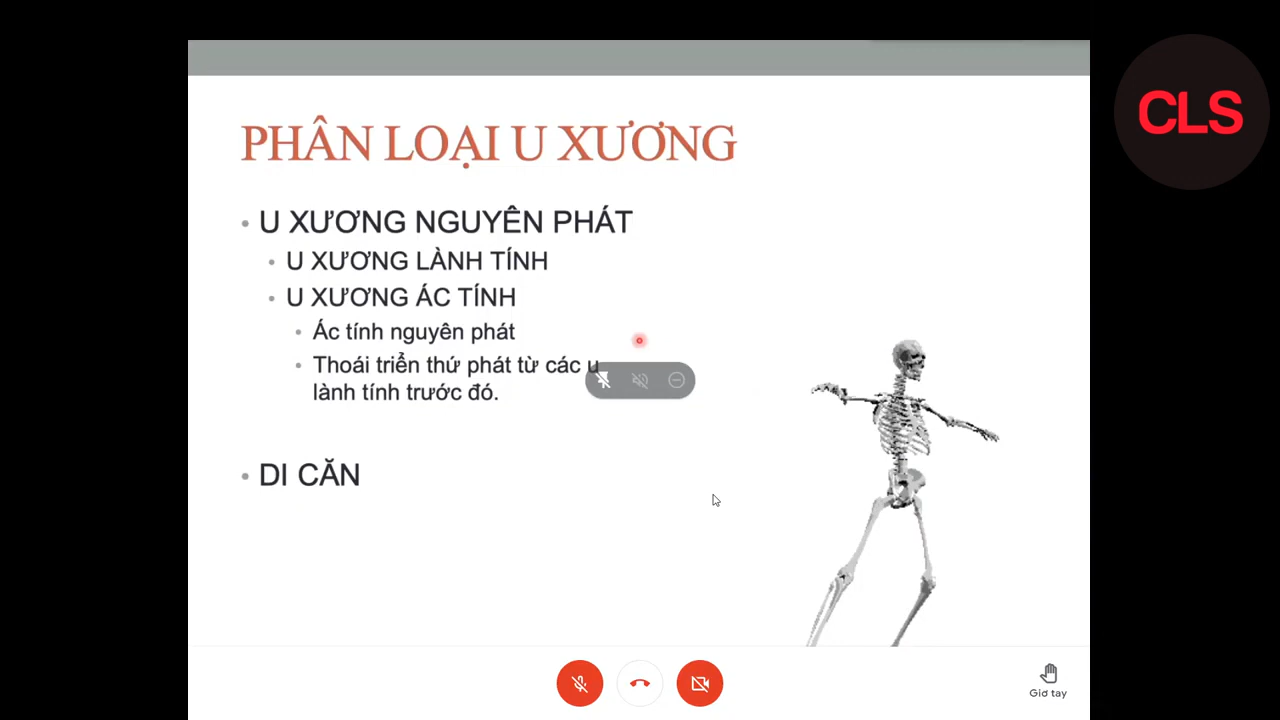 CLS
PHÂN LOẠI U XƯƠNG
• U XƯƠNG NGUYÊN PHÁT
• U XƯƠNG LÀNH TÍNH
• U XƯƠNG ÁC TÍNH
• Ác tính nguyên phát
• Thoái triển thứ phát từ các u
lành tính trước đó.
• DI CĂN
Giơ tay